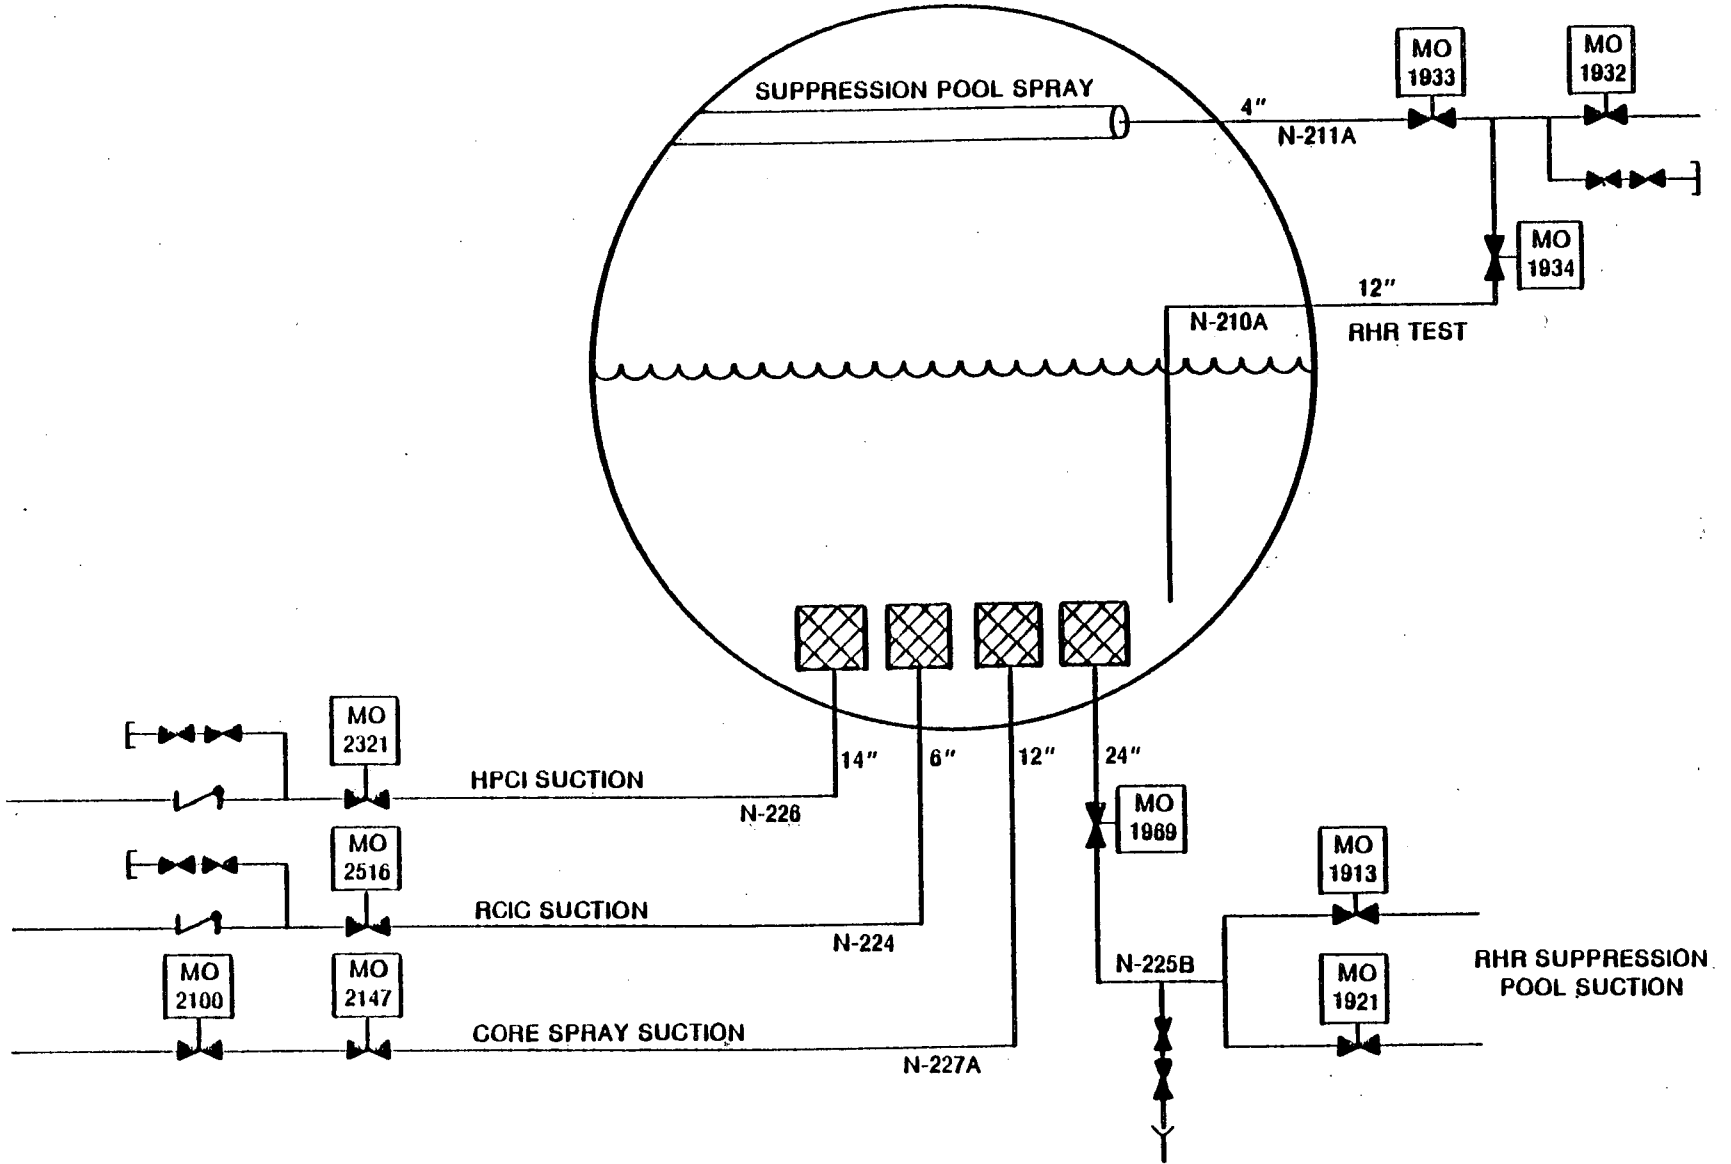 MO
1933
MO
1932
SUPPRESSION POOL SPRAY
4"
N-211A
MO
1934
12"
N-210A
RHR TEST
MO
2321
14"
6"
12"
24"
HPCI SUCTION
N-226
MO
1969
MO
2516
MO
1913
RCIC SUCTION
N-224
N-225B
RHR SUPPRESSION
POOL SUCTION
MO
2100
MO
2147
MO
1921
CORE SPRAY SUCTION
N-227A